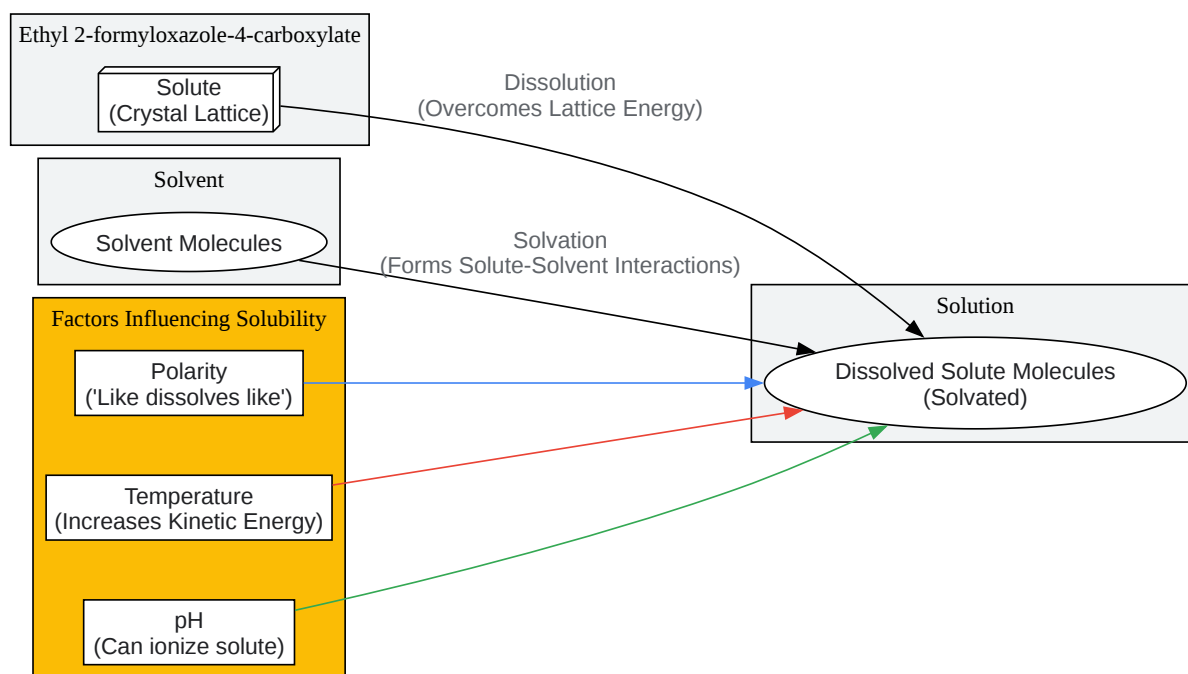 Ethyl 2-formyloxazole-4-carboxylate
Solute
(Crystal Lattice)
Dissolution
(Overcomes Lattice Energy)
Solvent
Solvent Molecules
Solvation
(Forms Solute-Solvent Interactions)
Factors Influencing Solubility
Polarity
('Like dissolves like')
Temperature
(Increases Kinetic Energy)
pH
(Can ionize solute)
Solution
Dissolved Solute Molecules
(Solvated)